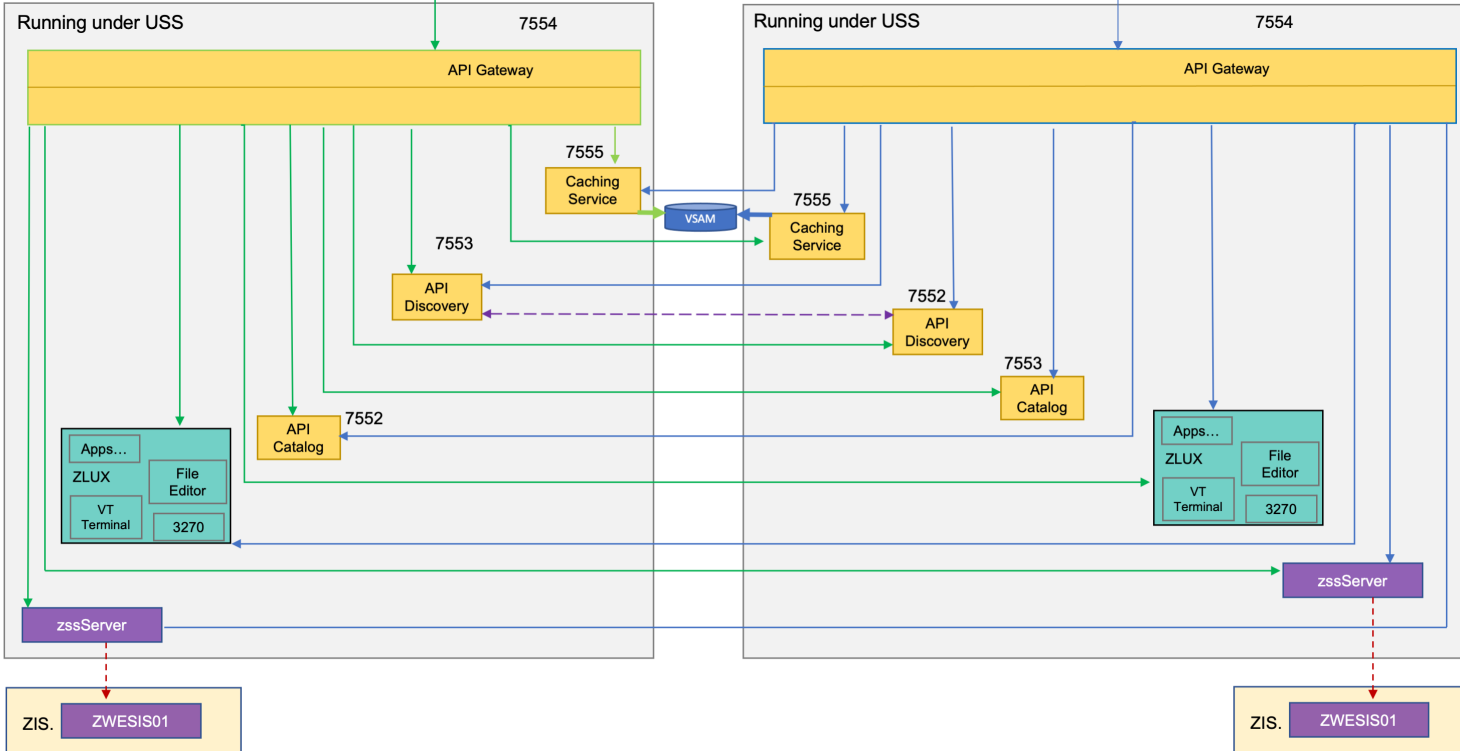 Running under USS
7554
API Gateway
7555
Caching
Service
7553
API
Discovery
API
Catalog
7552
Apps...
ZLUX
File
Editor
VT
Terminal
3270
zssServer
ZIS.
ZWESIS01
VSAM
Running under USS
7554
API Gateway
7555
Caching
Service
7552
API
Discovery
7553
API
Catalog
Apps...
ZLUX
File
Editor
VT
Terminal
3270
zssServer
ZIS.
ZWESIS01